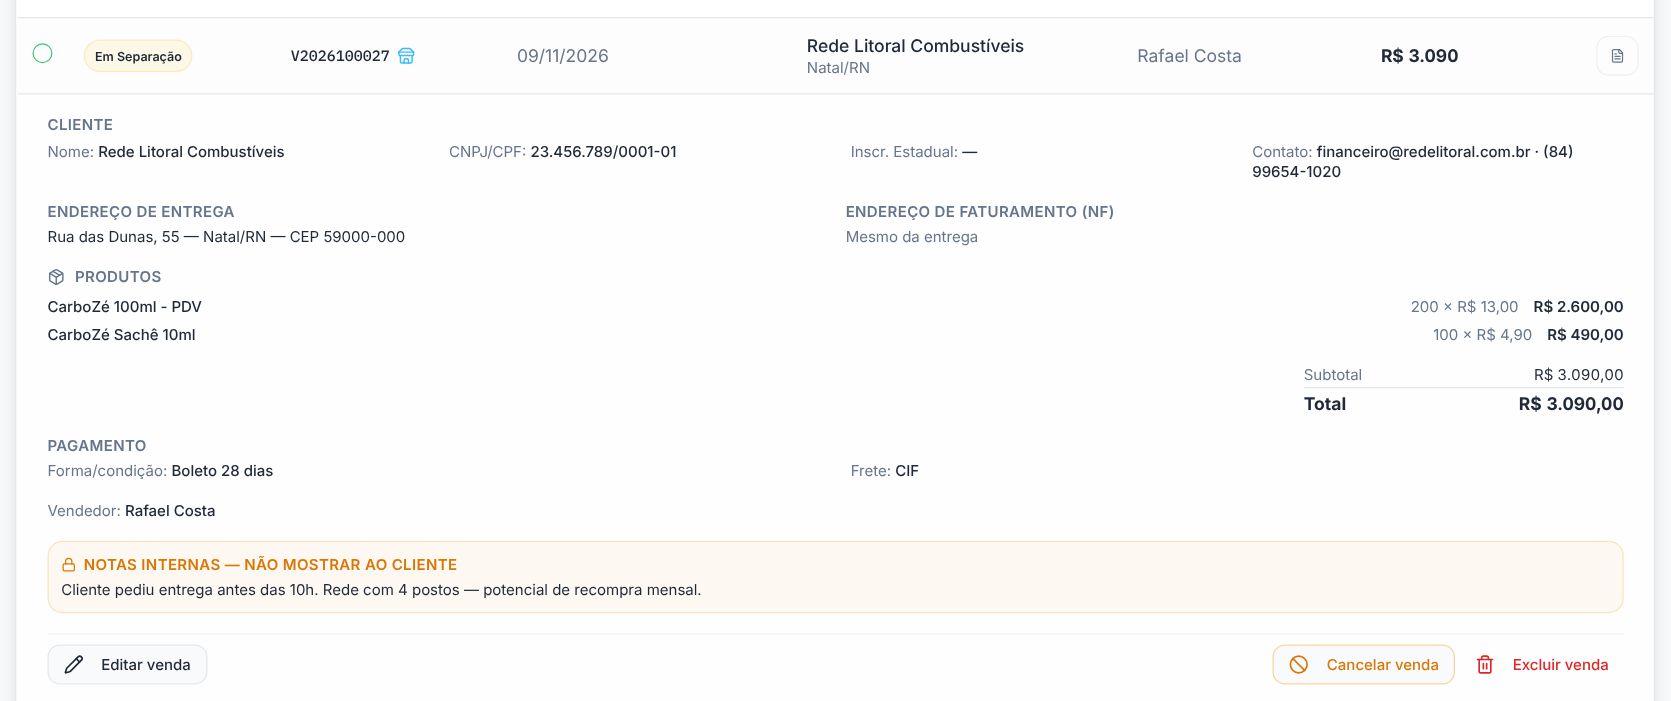 Em Separação V2026100027 09/11/2026 Rede Litoral Combustíveis Rafael Costa R$ 3.090
Natal/RN
CLIENTE
Nome: Rede Litoral Combustíveis CNPJ/CPF: 23.456.789/0001-01 Inscr. Estadual: — Contato: financeiro@redelitoral.com.br · (84)
99654-1020
ENDEREÇO DE ENTREGA ENDEREÇO DE FATURAMENTO (NF)
Rua das Dunas, 55 — Natal/RN — CEP 59000-000 Mesmo da entrega
PRODUTOS
CarboZé 100ml - PDV 200 × R$ 13,00 R$ 2.600,00
CarboZé Sachê 10ml 100 × R$ 4,90 R$ 490,00
Subtotal R$ 3.090,00
Total R$ 3.090,00
PAGAMENTO
Forma/condição: Boleto 28 dias Frete: CIF
Vendedor: Rafael Costa
NOTAS INTERNAS — NÃO MOSTRAR AO CLIENTE
Cliente pediu entrega antes das 10h. Rede com 4 postos — potencial de recompra mensal.
Editar venda Cancelar venda Excluir venda